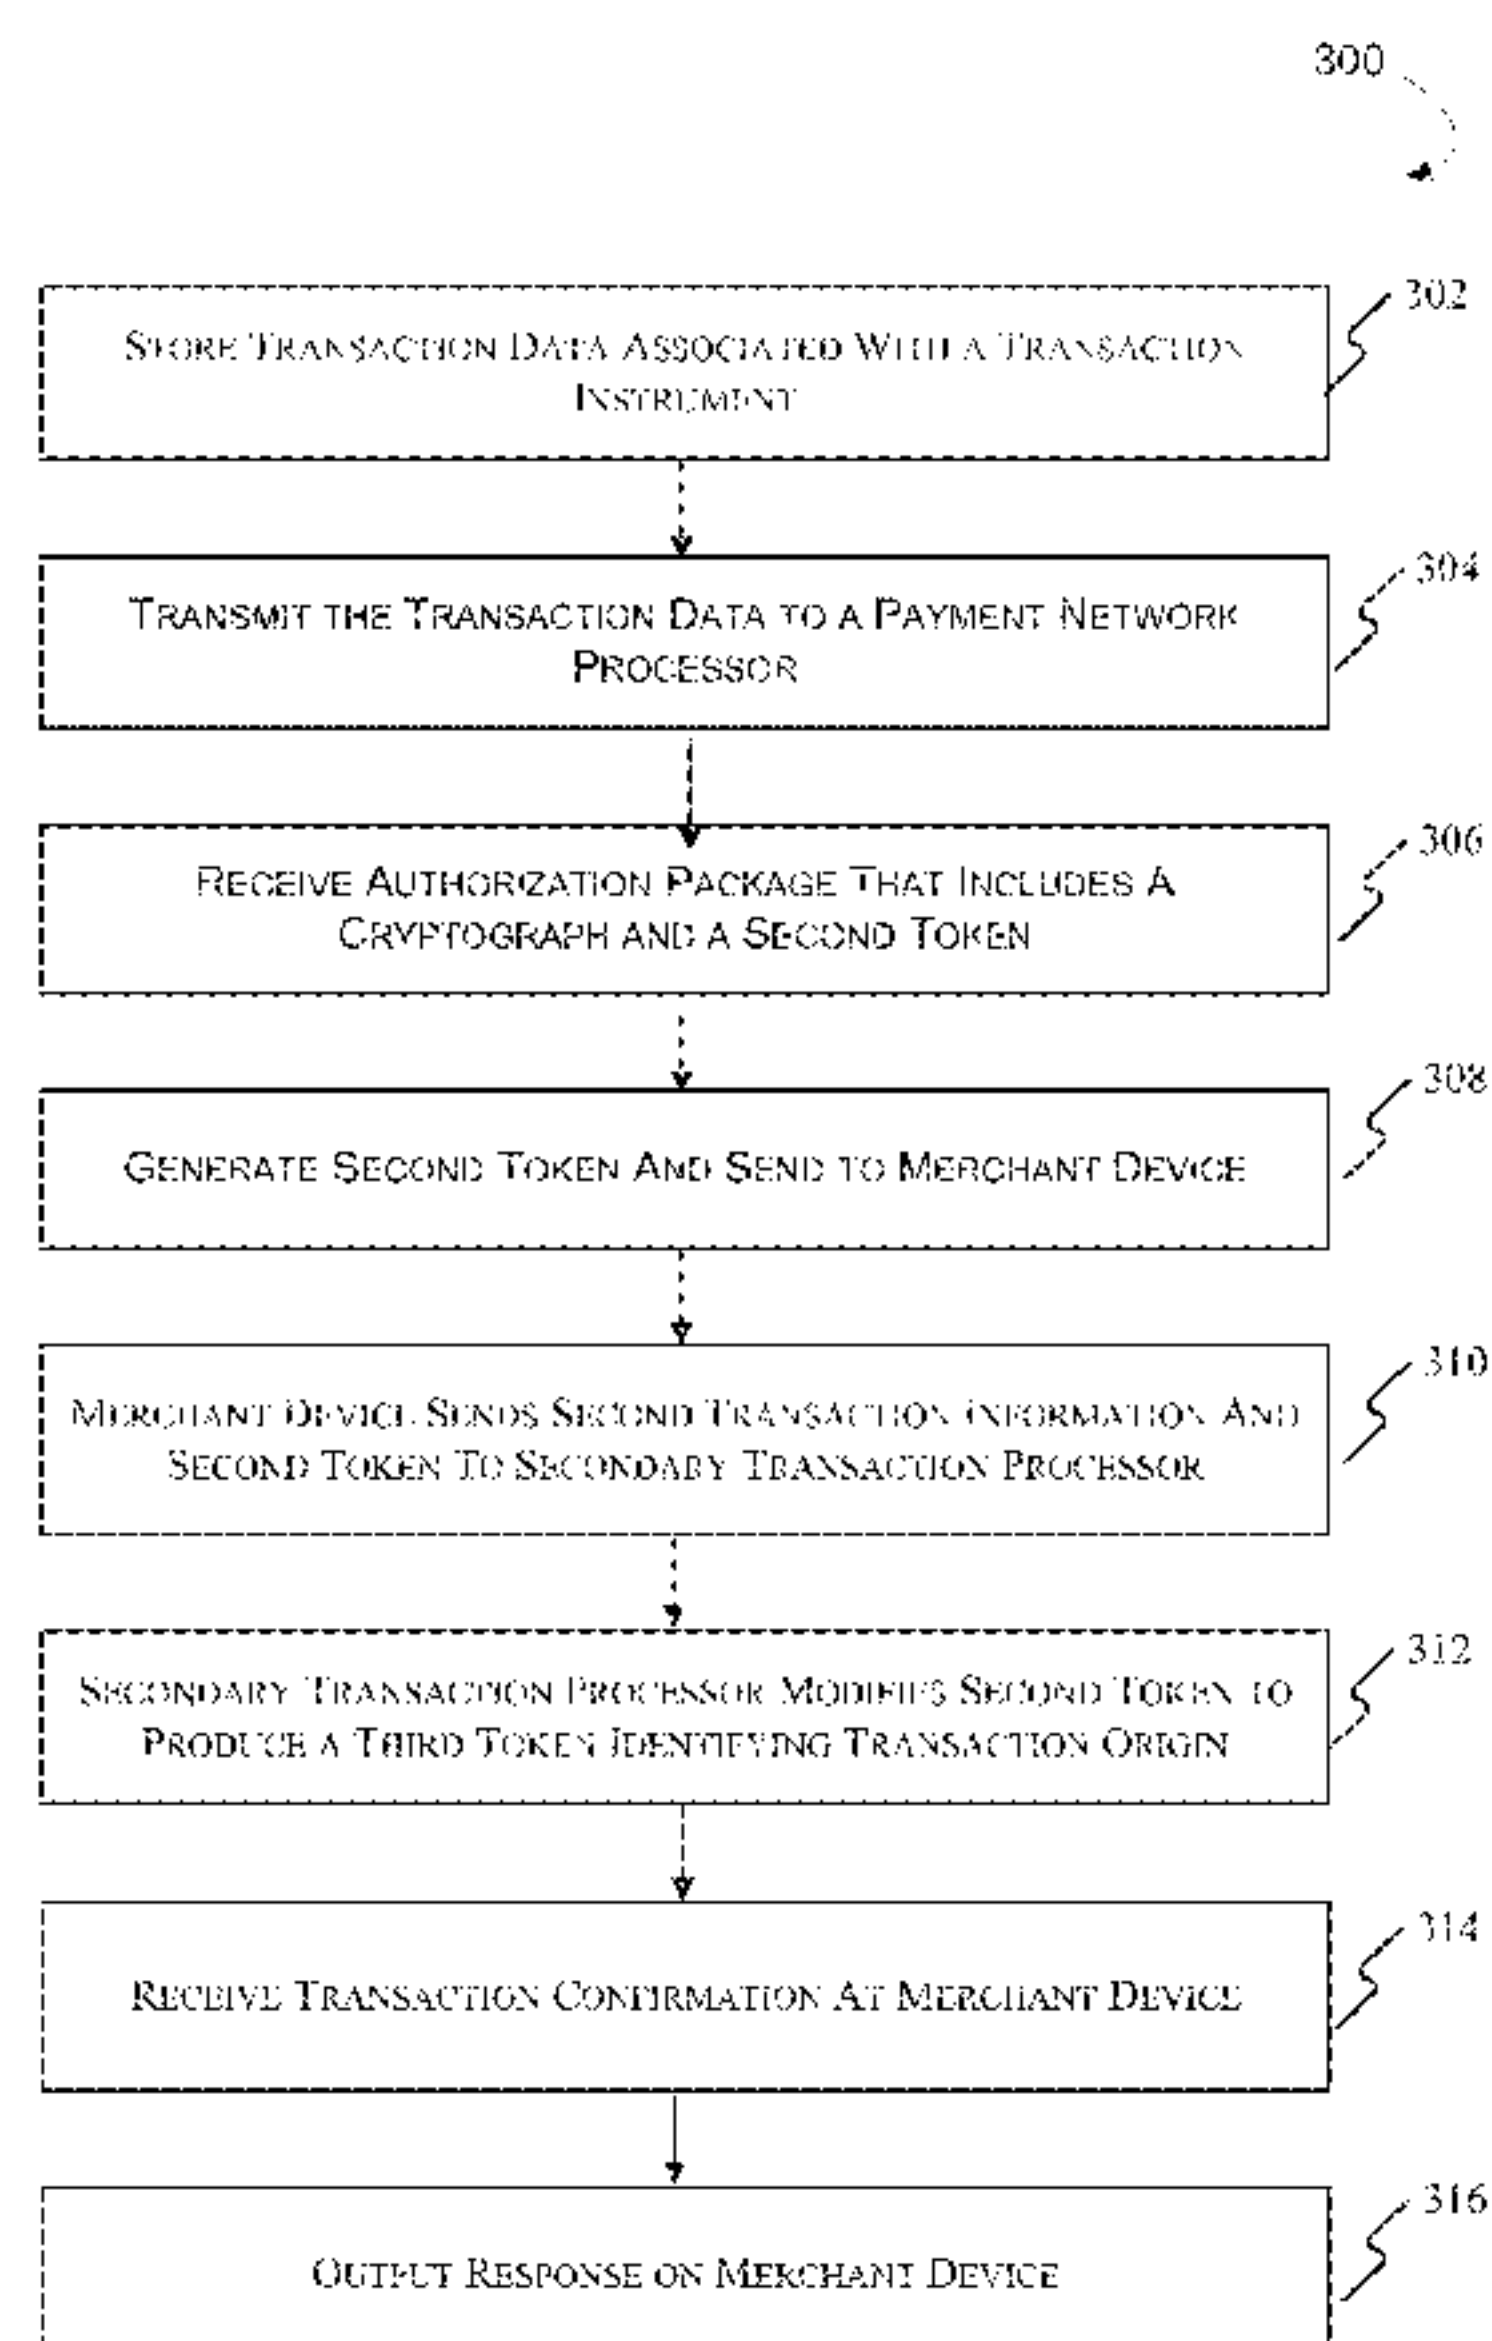 300
302
STORE TRANSACTION DATA ASSOCIATED WITH A TRANSACTION
INSTRUMENT
304
TRANSMIT THE TRANSACTION DATA TO A PAYMENT NETWORK
PROCESSOR
306
RECEIVE AUTHORIZATION PACKAGE THAT INCLUDES A
CRYPTOGRAPH AND A SECOND TOKEN
308
GENERATE SECOND TOKEN AND SEND TO MERCHANT DEVICE
310
MERCHANT DEVICE SENDS SECOND TRANSACTION INFORMATION AND
SECOND TOKEN TO SECONDARY TRANSACTION PROCESSOR
312
SECONDARY TRANSACTION PROCESSOR MODIFIES SECOND TOKEN TO
PRODUCE A THIRD TOKEN IDENTIFYING TRANSACTION ORIGIN
314
RECEIVE TRANSACTION CONFIRMATION AT MERCHANT DEVICE
316
OUTPUT RESPONSE ON MERCHANT DEVICE